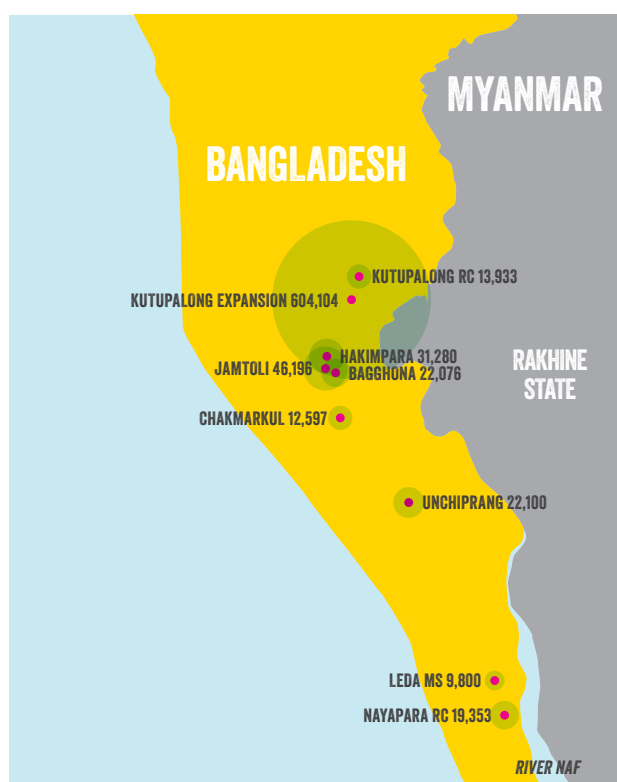 MYANMAR
BANGLADESH
KUTUPALONG RC 13,933
KUTUPALONG EXPANSION 604,104
HAKIMPARA 31,280
JAMTOLI 46,196
BAGGHONA 22,076
RAKHINE
STATE
CHAKMARKUL 12,597
UNCHIPRANG 22,100
LEDA MS 9,800
NAYAPARA RC 19,353
RIVER NAF